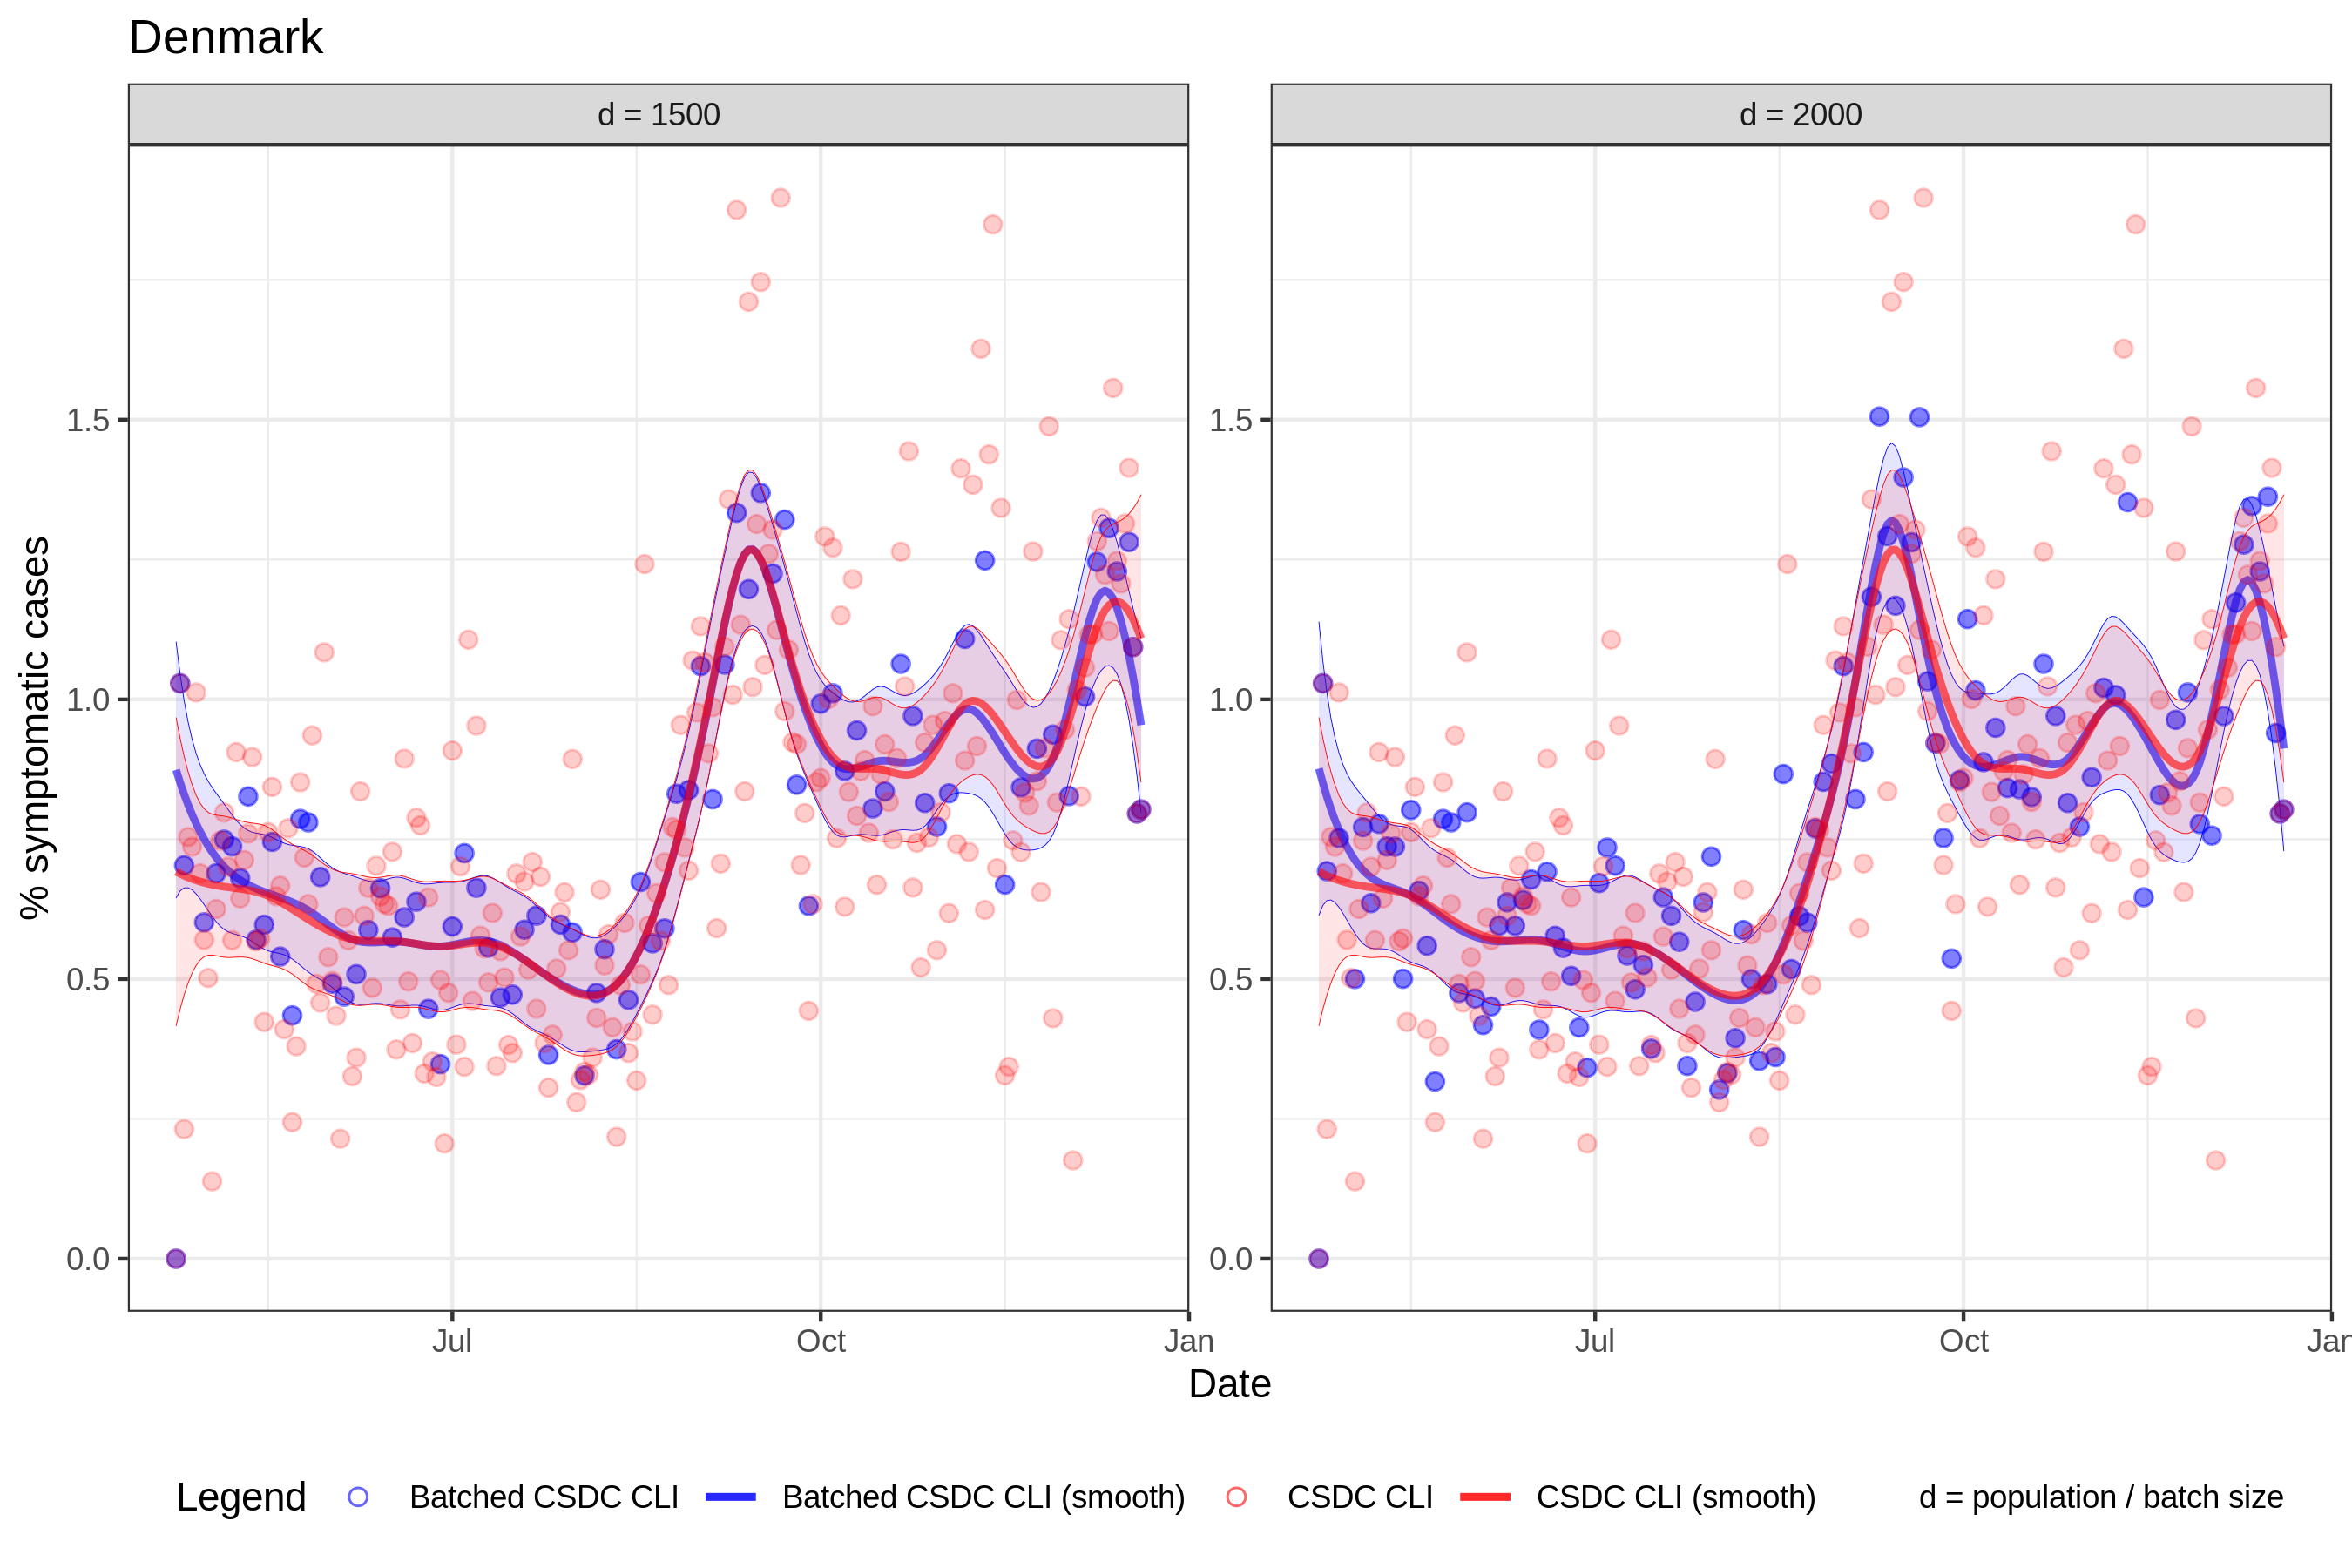 Denmark
d = 1500
d = 2000
% symptomatic cases
1.5
1.0
0.5
0.0
1.5
1.0
0.5
0.0
Jul
Oct
Jan
Jul
Oct
Jan
Date
Legend
Batched CSDC CLI
Batched CSDC CLI (smooth)
CSDC CLI
CSDC CLI (smooth)
d = population / batch size